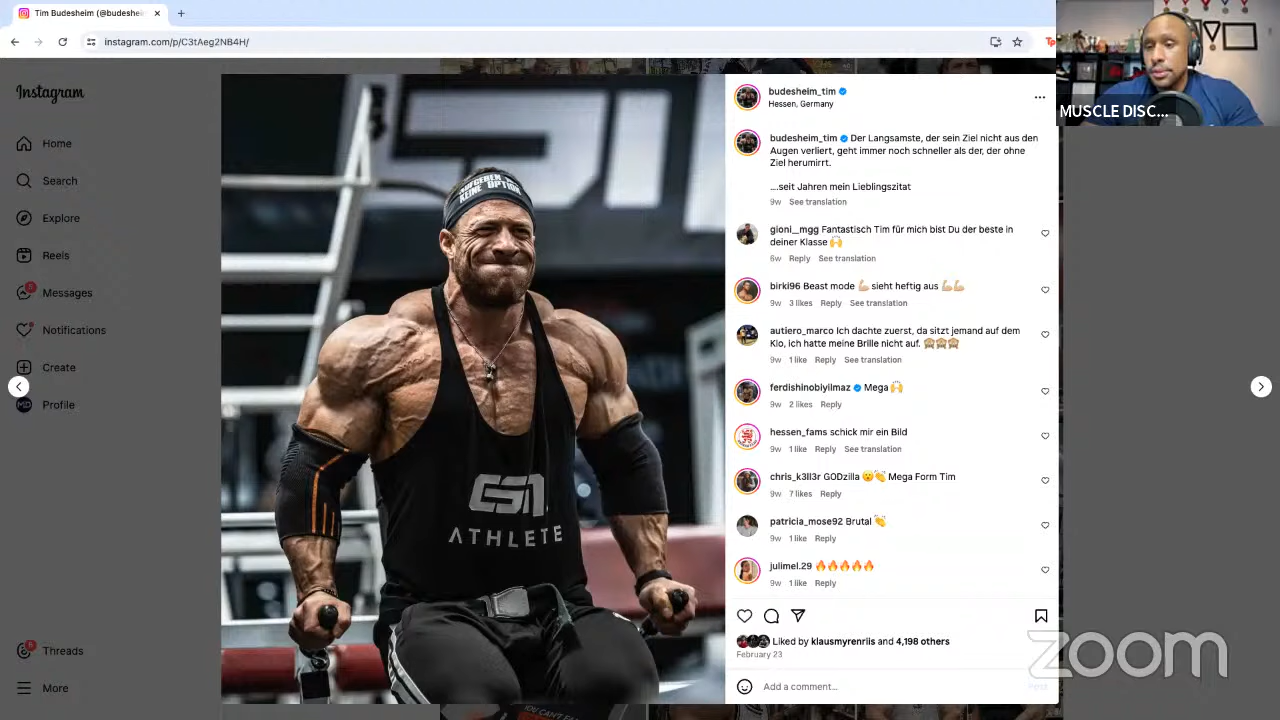 Tim Budesheim (@budeshei
instagram.com/p/C3tAeg2NB4H/
MUSCLE DISC...
Instagram
Home
Search
Explore
Reels
Messages
Notifications
Create
Profile
Threads
More
AUFGEBEN
KEINE OPTION
ATHLETE
budesheim_tim
Hessen, Germany
budesheim_tim Der Langsamste, der sein Ziel nicht aus den
Augen verliert, geht immer noch schneller als der, der ohne
Ziel herumirrt.
....seit Jahren mein Lieblingszitat
9w See translation
gioni__mgg Fantastisch Tim für mich bist Du der beste in
deiner Klasse 🙌
6w Reply See translation
birki96 Beast mode 💪🏼 sieht heftig aus 💪🏼💪🏼
9w 3 likes Reply See translation
autiero_marco Ich dachte zuerst, da sitzt jemand auf dem
Klo, ich hatte meine Brille nicht auf. 🙈🙈🙈
9w 1 like Reply See translation
ferdishinobiyilmaz Mega 🙌
9w 2 likes Reply
hessen_fams schick mir ein Bild
9w 1 like Reply See translation
chris_k3ll3r GODzilla 😮👏 Mega Form Tim
9w 7 likes Reply
patricia_mose92 Brutal 👏
9w 1 like Reply
julimel.29 🔥🔥🔥🔥🔥
9w 1 like Reply
Liked by klausmyrenriis and 4,198 others
February 23
Add a comment...
Post
zoom
YOU CAN'T